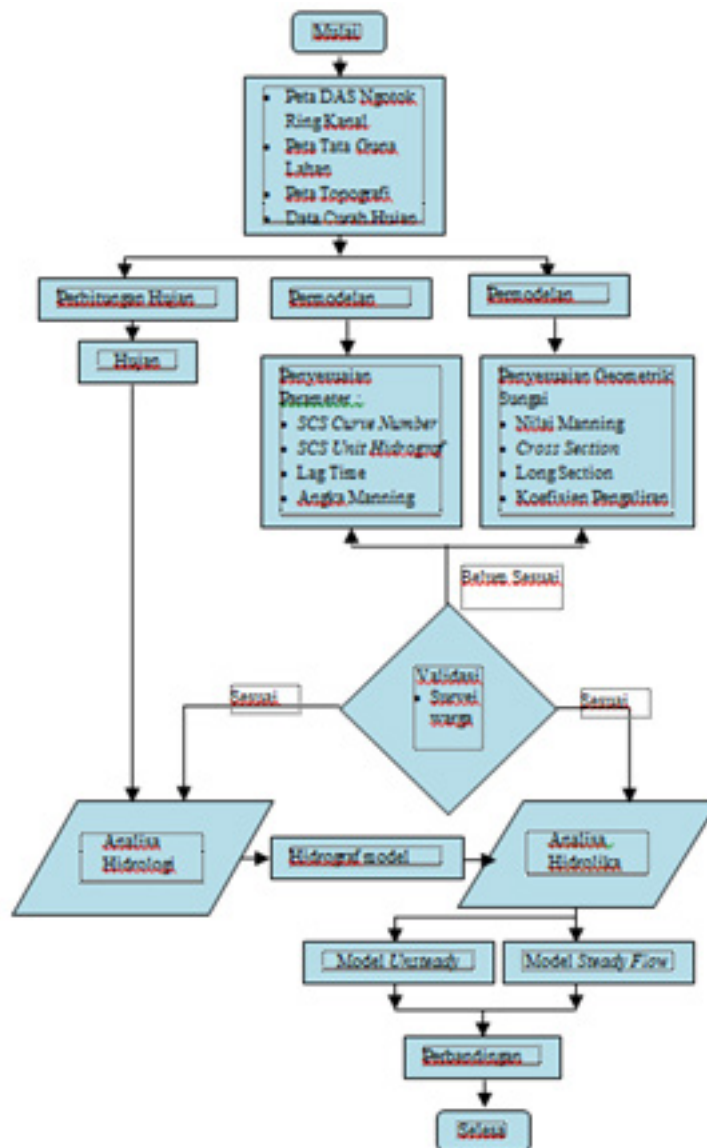 Mulai
• Peta DAS Ngotok
Ring Kanal
• Peta Tata Guna
Lahan
• Peta Topografi
• Data Curah Hujan
Perhitungan Hujan
Permodelan
Permodelan
Hujan
Penyesuaian
Parameter :
• SCS Curve Number
• SCS Unit Hidrograf
• Lag Time
• Angka Manning
Penyesuaian Geometrik
Sungai
• Nilai Manning
• Cross Section
• Long Section
• Koefisien Pengaliran
Belum Sesuai
Validasi
• Survei
warga
Sesuai
Sesuai
Analisa
Hidrologi
Hidrograf model
Analisa
Hidrolika
Model Unsteady
Model Steady Flow
Perbandingan
Selesai